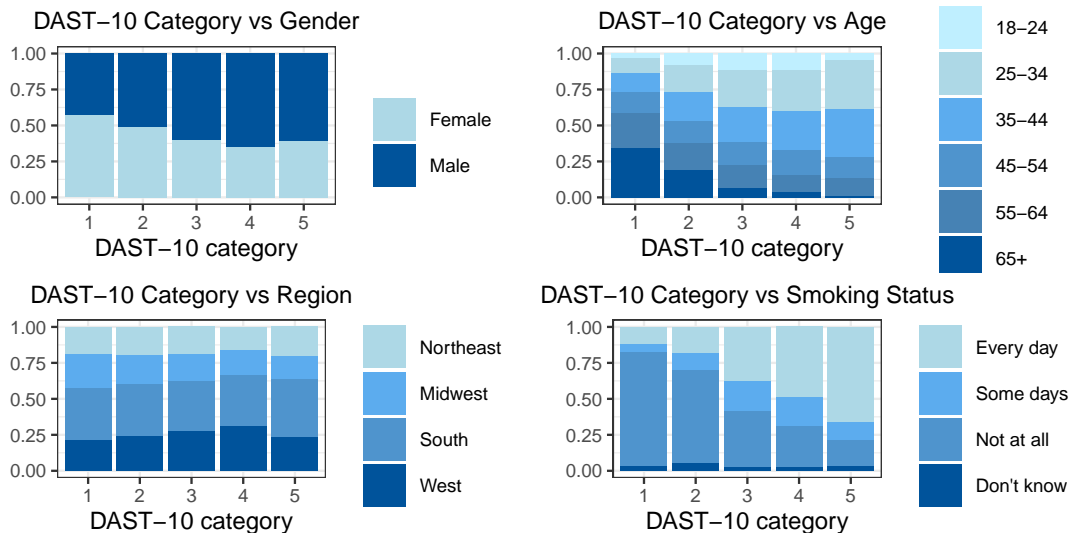 DAST−10 Category vs Gender
1.00
0.75
0.50
0.25
0.00
1 2 3 4 5
DAST−10 category
Female
Male
DAST−10 Category vs Age
1.00
0.75
0.50
0.25
0.00
1 2 3 4 5
DAST−10 category
18−24
25−34
35−44
45−54
55−64
65+
DAST−10 Category vs Region
1.00
0.75
0.50
0.25
0.00
1 2 3 4 5
DAST−10 category
Northeast
Midwest
South
West
DAST−10 Category vs Smoking Status
1.00
0.75
0.50
0.25
0.00
1 2 3 4 5
DAST−10 category
Every day
Some days
Not at all
Don't know